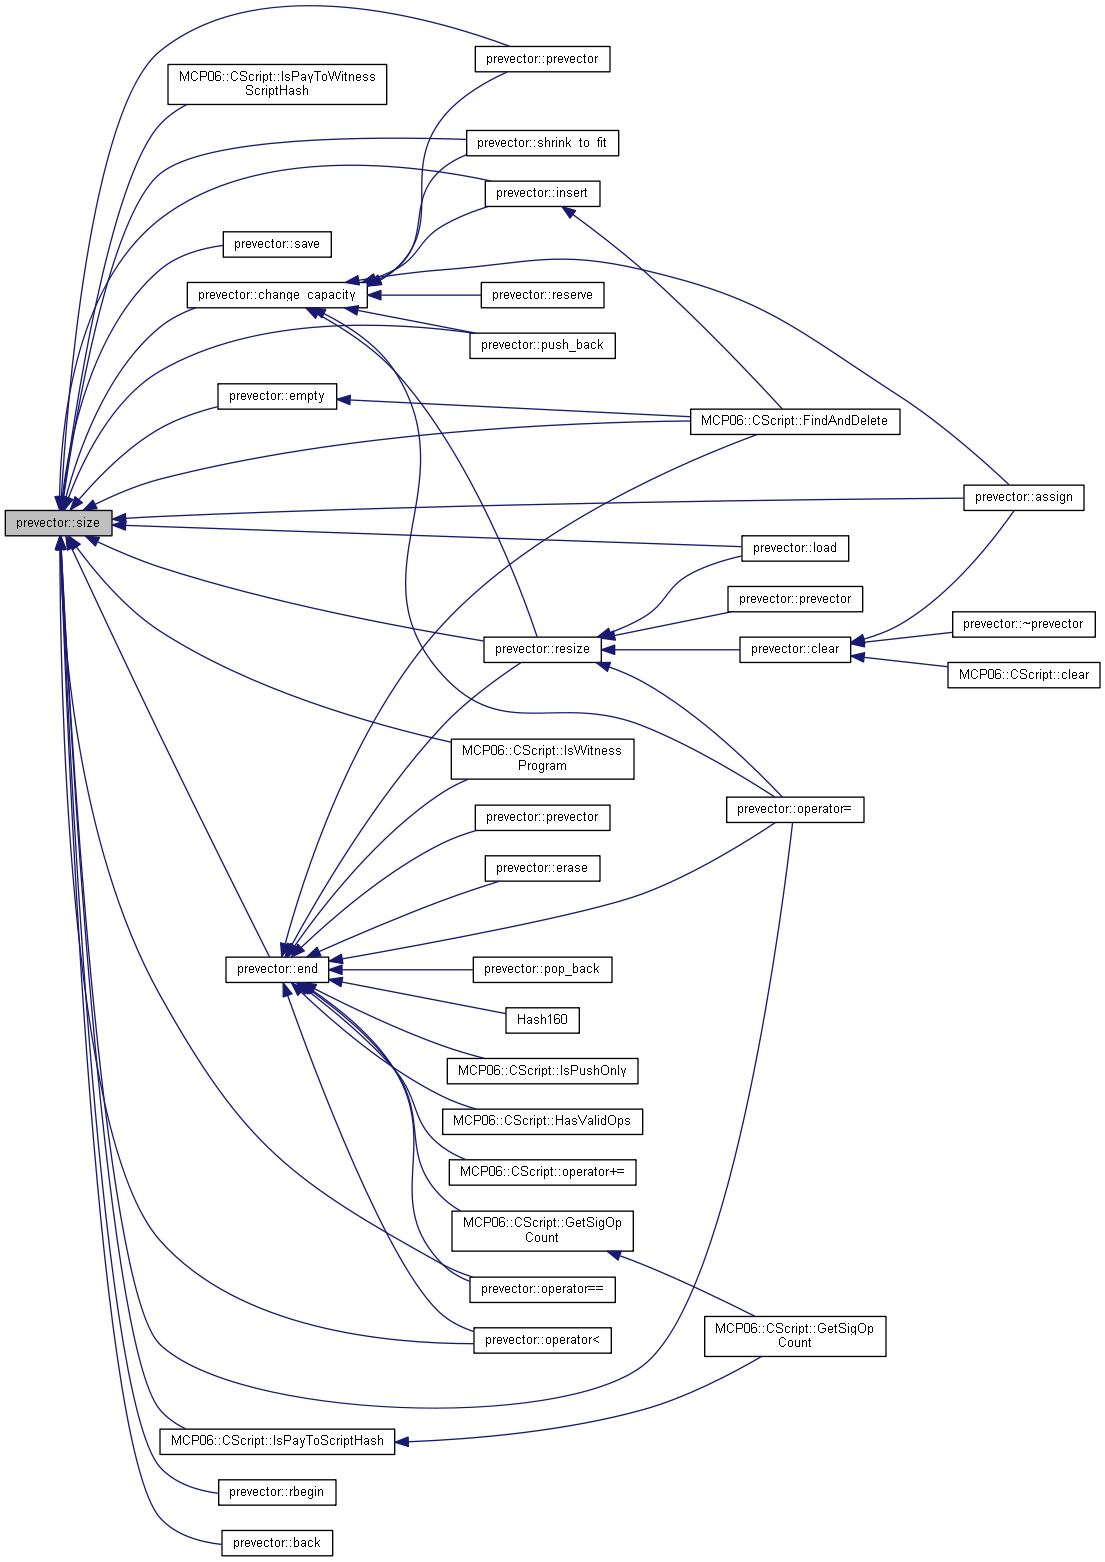 prevector::prevector
MCP06::CScript::IsPayToWitness
ScriptHash
prevector::shrink_to_fit
prevector::insert
prevector::save
prevector::change_capacity
prevector::reserve
prevector::push_back
prevector::empty
MCP06::CScript::FindAndDelete
prevector::assign
prevector::size
prevector::load
prevector::prevector
prevector::~prevector
prevector::resize
prevector::clear
MCP06::CScript::clear
MCP06::CScript::IsWitness
Program
prevector::operator=
prevector::prevector
prevector::erase
prevector::end
prevector::pop_back
Hash160
MCP06::CScript::IsPushOnly
MCP06::CScript::HasValidOps
MCP06::CScript::operator+=
MCP06::CScript::GetSigOp
Count
prevector::operator==
prevector::operator<
MCP06::CScript::GetSigOp
Count
MCP06::CScript::IsPayToScriptHash
prevector::rbegin
prevector::back